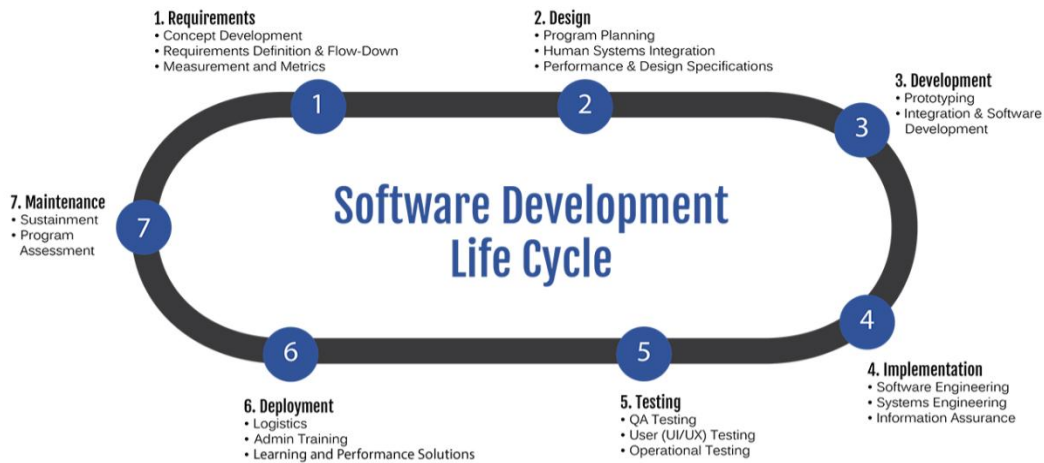 1. Requirements
• Concept Development
• Requirements Definition & Flow-Down
• Measurement and Metrics
2. Design
• Program Planning
• Human Systems Integration
• Performance & Design Specifications
3. Development
• Prototyping
• Integration & Software
Development
1
2
3
Software Development
Life Cycle
7. Maintenance
• Sustainment
• Program
Assessment
7
4
4. Implementation
• Software Engineering
• Systems Engineering
• Information Assurance
5
5. Testing
• QA Testing
• User (UI/UX) Testing
• Operational Testing
6
6. Deployment
• Logistics
• Admin Training
• Learning and Performance Solutions